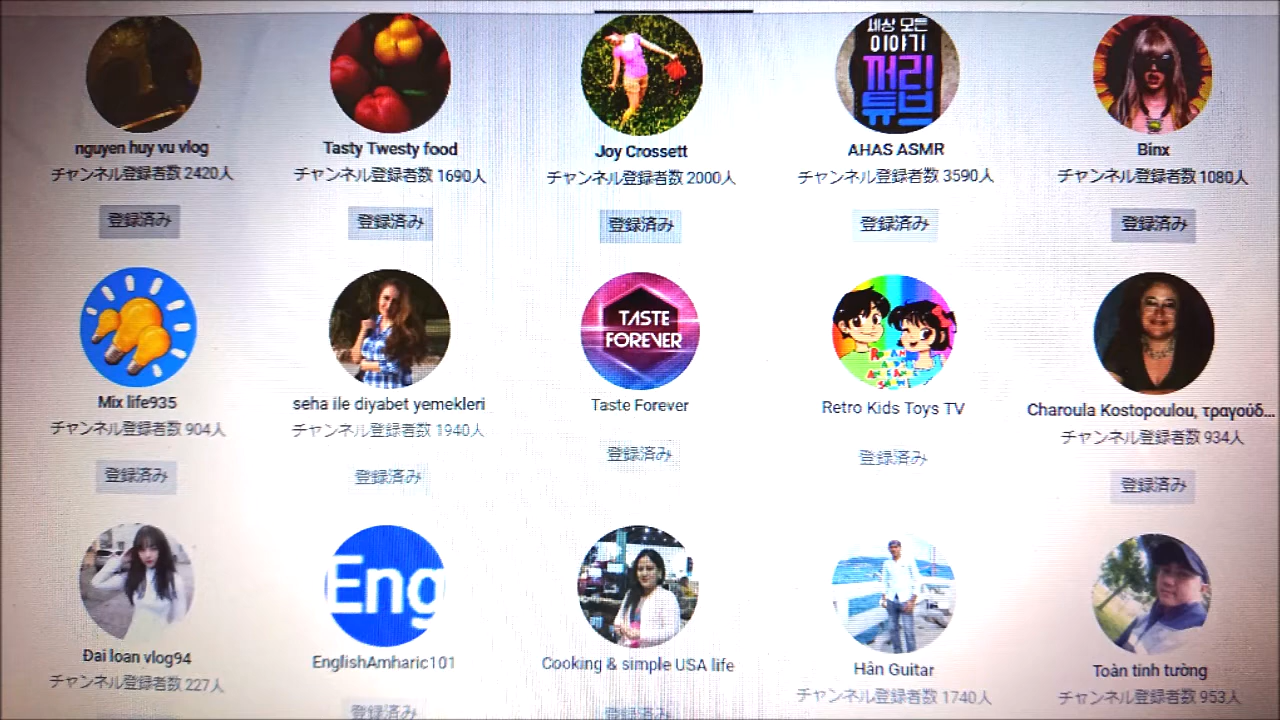 세상 모든
이야기
꺼리
튜브
nguyen huy vu vlog
Tasty Twesty food
Joy Crossett
AHAS ASMR
Binx
チャンネル登録者数 2420人
チャンネル登録者数 1690人
チャンネル登録者数 2000人
チャンネル登録者数 3590人
チャンネル登録者数 1080人
登録済み
登録済み
登録済み
登録済み
登録済み
TASTE
FOREVER
Mix life935
seha ile diyabet yemekleri
Taste Forever
Retro Kids Toys TV
Charoula Kostopoulou, τραγούδ...
チャンネル登録者数 904人
チャンネル登録者数 1940人
チャンネル登録者数 934人
登録済み
登録済み
登録済み
登録済み
登録済み
Eng
Đai loan vlog94
EnglishAmharic101
Cooking & simple USA life
Hân Guitar
Toàn tinh tường
チャンネル登録者数 227人
チャンネル登録者数 1740人
チャンネル登録者数 953人
登録済み
登録済み